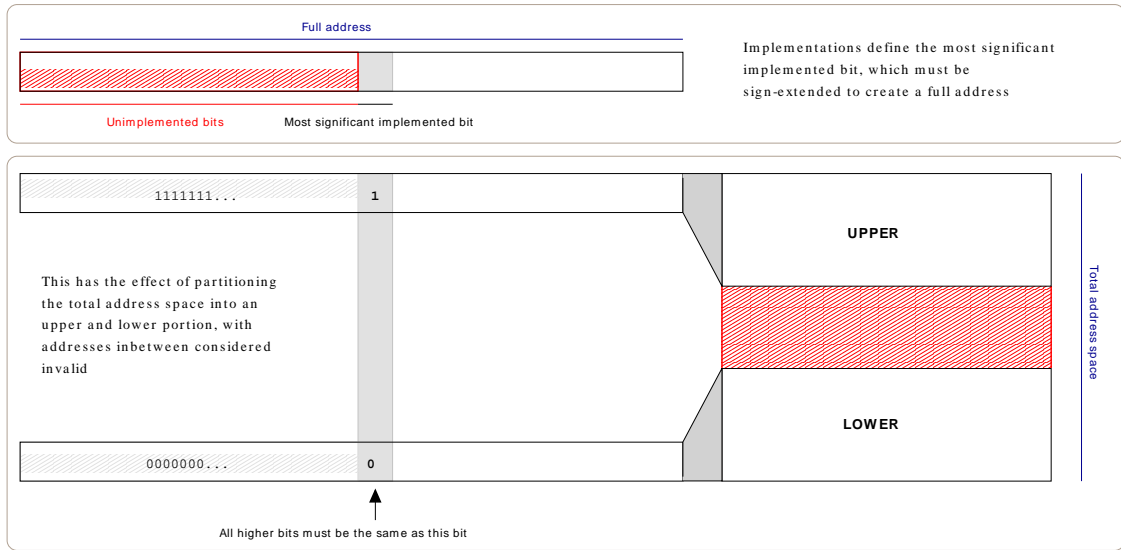 Full address
Implementations define the most significant
implemented bit, which must be
sign-extended to create a full address
Unimplemented bits
Most significant implemented bit
1111111...
1
UPPER
This has the effect of partitioning
the total address space into an
upper and lower portion, with
addresses inbetween considered
invalid
Total address space
LOWER
0000000...
0
All higher bits must be the same as this bit